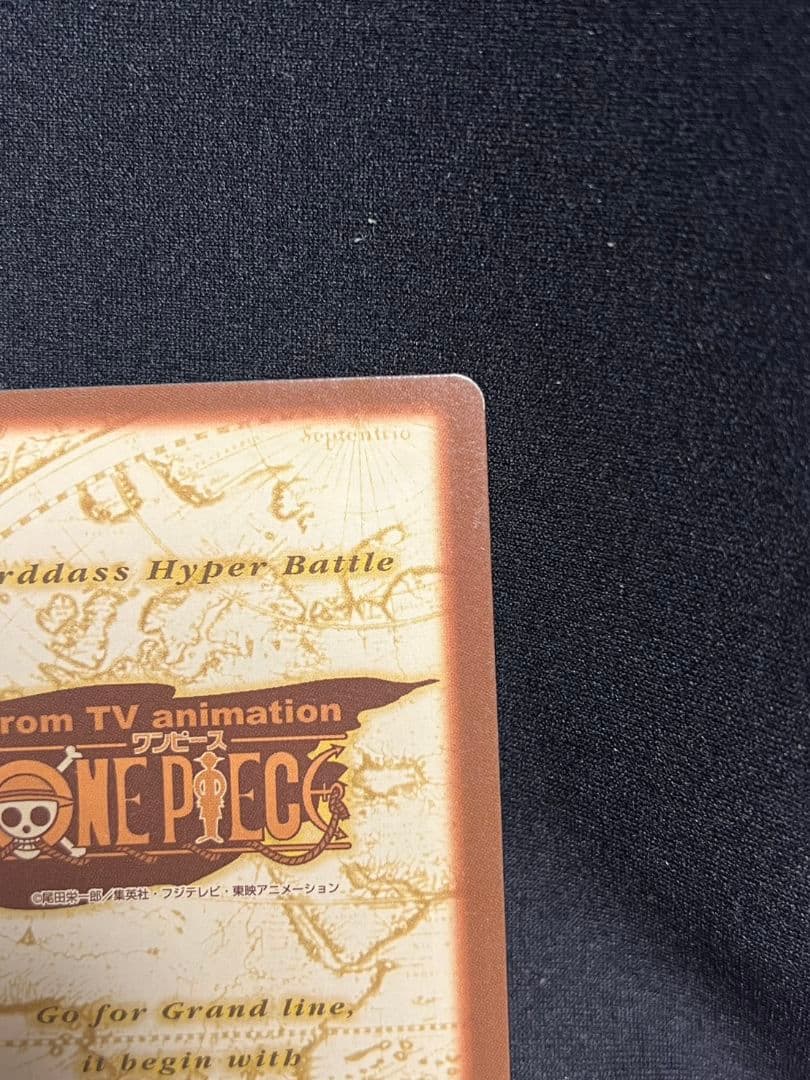 Septentrio
rddass Hyper Battle
rom TV animation
ワンピース
ONE PIECE
©尾田栄一郎／集英社・フジテレビ・東映アニメーション
Go for Grand line,
it begin with